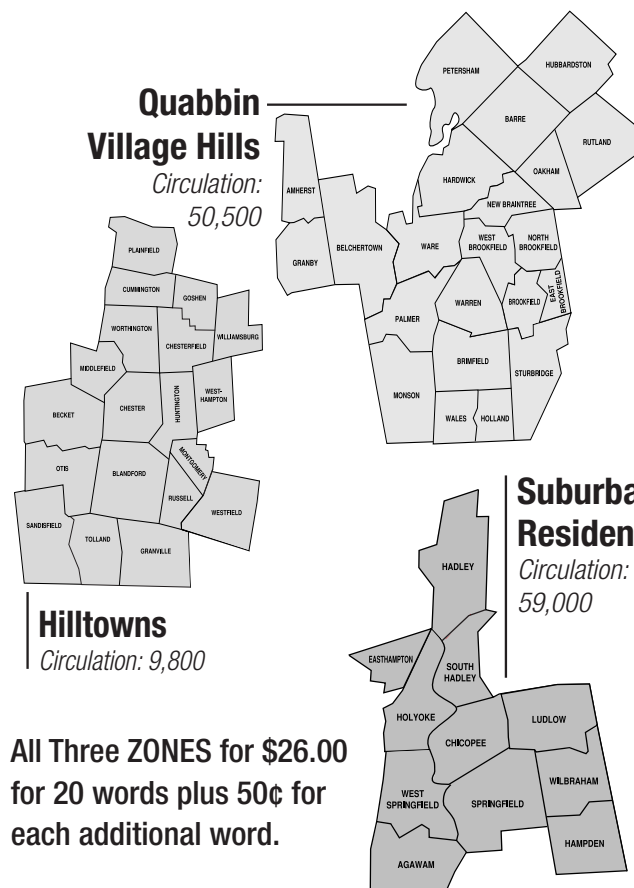 Quabbin
Village Hills
Circulation:
50,500
PETERSHAM
HUBBARDSTON
BARRE
RUTLAND
HARDWICK
OAKHAM
NEW BRAINTREE
AMHERST
BELCHERTOWN
GRANBY
WARE
WEST
BROOKFIELD
NORTH
BROOKFIELD
WARREN
BROOKFIELD
EAST
BROOKFIELD
PALMER
BRIMFIELD
STURBRIDGE
MONSON
WALES
HOLLAND
PLAINFIELD
CUMMINGTON
GOSHEN
WORTHINGTON
CHESTERFIELD
WILLIAMSBURG
MIDDLEFIELD
BECKET
CHESTER
HUNTINGTON
WEST-
HAMPTON
OTIS
BLANDFORD
MONTGOMERY
RUSSELL
WESTFIELD
SANDISFIELD
TOLLAND
GRANVILLE
Hilltowns
Circulation: 9,800
Suburba
Residen
Circulation:
59,000
HADLEY
EASTHAMPTON
SOUTH
HADLEY
HOLYOKE
CHICOPEE
LUDLOW
WEST
SPRINGFIELD
SPRINGFIELD
WILBRAHAM
AGAWAM
HAMPDEN
All Three ZONES for $26.00
for 20 words plus 50¢ for
each additional word.